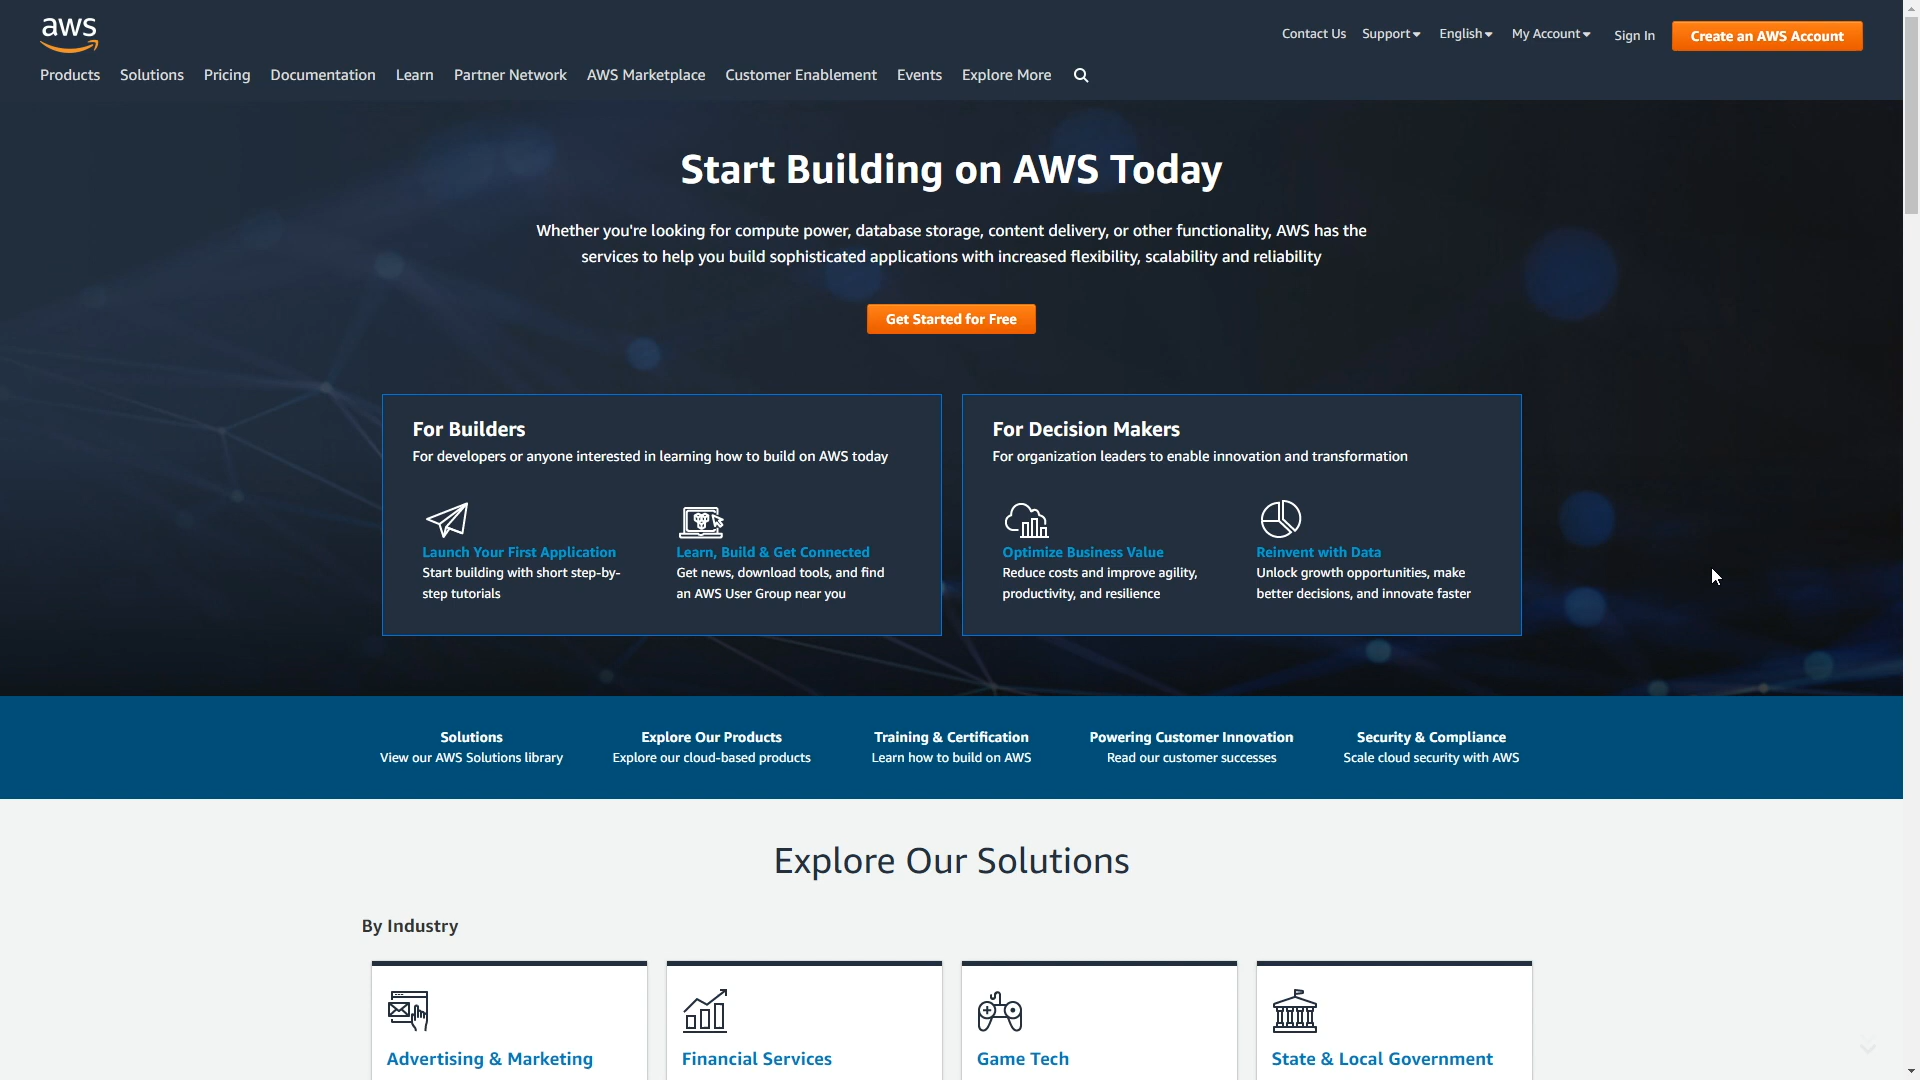 aws
Contact Us Support English My Account Sign In Create an AWS Account
Products Solutions Pricing Documentation Learn Partner Network AWS Marketplace Customer Enablement Events Explore More
Start Building on AWS Today
Whether you're looking for compute power, database storage, content delivery, or other functionality, AWS has the
services to help you build sophisticated applications with increased flexibility, scalability and reliability
Get Started for Free
For Builders
For developers or anyone interested in learning how to build on AWS today
Launch Your First Application
Start building with short step-by-
step tutorials
Learn, Build & Get Connected
Get news, download tools, and find
an AWS User Group near you
For Decision Makers
For organization leaders to enable innovation and transformation
Optimize Business Value
Reduce costs and improve agility,
productivity, and resilience
Reinvent with Data
Unlock growth opportunities, make
better decisions, and innovate faster
Solutions
View our AWS Solutions library
Explore Our Products
Explore our cloud-based products
Training & Certification
Learn how to build on AWS
Powering Customer Innovation
Read our customer successes
Security & Compliance
Scale cloud security with AWS
Explore Our Solutions
By Industry
Advertising & Marketing
Financial Services
Game Tech
State & Local Government